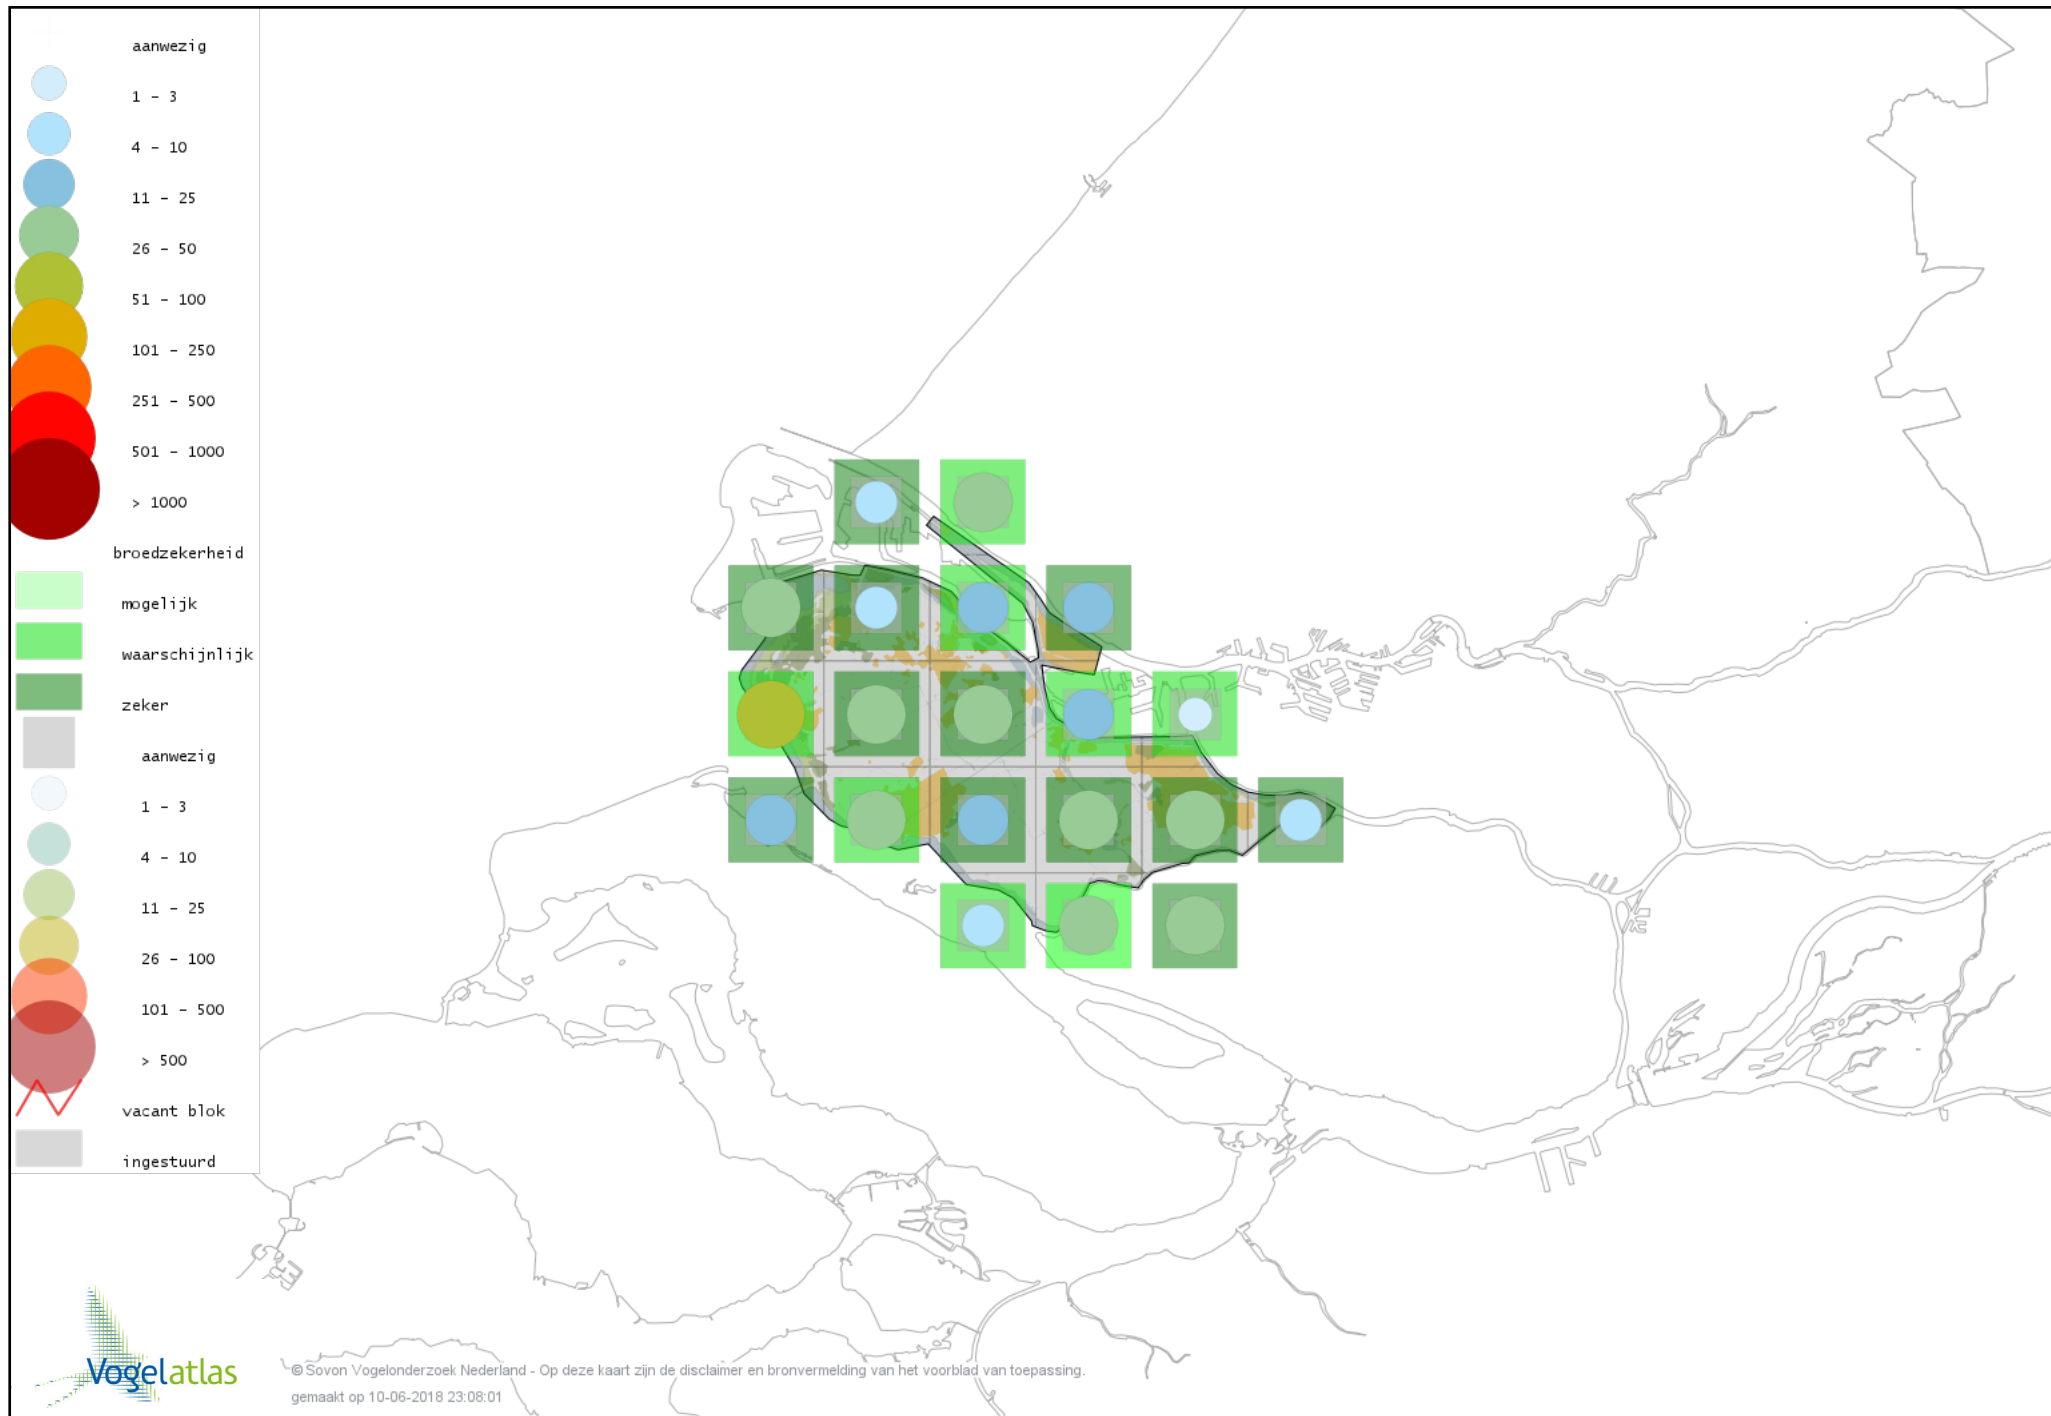 aanwezig
1 - 3
4 - 10
11 - 25
26 - 50
51 - 100
101 - 250
251 - 500
501 - 1000
> 1000
broedzekerheid
mogelijk
waarschijnlijk
zeker
aanwezig
1 - 3
4 - 10
11 - 25
26 - 100
101 - 500
> 500
vacant blok
ingestuurd
Vogelatlas
© Sovon Vogelonderzoek Nederland - Op deze kaart zijn de disclaimer en bronvermelding van het voorblad van toepassing.
gemaakt op 10-06-2018 23:08:01